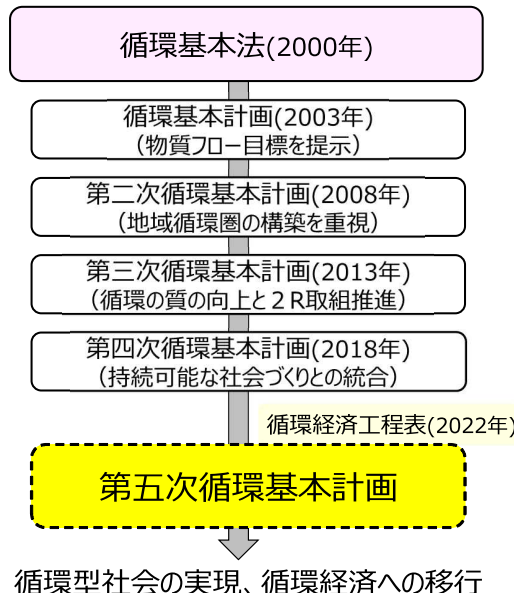 循環基本法(2000年)
循環基本計画(2003年)
（物質フロー目標を提示）
第二次循環基本計画(2008年)
（地域循環圏の構築を重視）
第三次循環基本計画(2013年)
（循環の質の向上と２R取組推進）
第四次循環基本計画(2018年)
（持続可能な社会づくりとの統合）
循環経済工程表(2022年)
第五次循環基本計画
循環型社会の実現、循環経済への移行